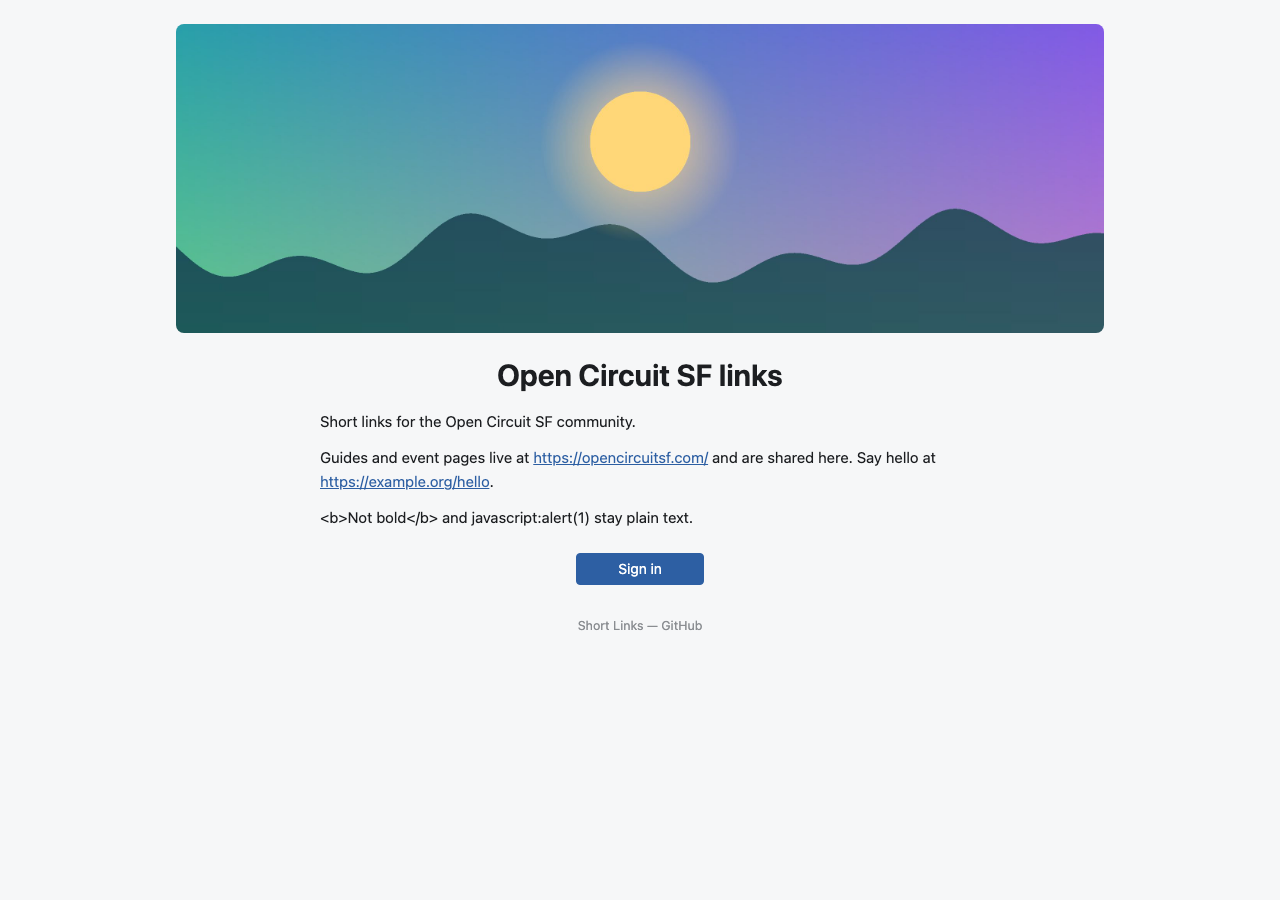 Open Circuit SF links
Short links for the Open Circuit SF community.
Guides and event pages live at https://opencircuitsf.com/ and are shared here. Say hello at
https://example.org/hello.
<b>Not bold</b> and javascript:alert(1) stay plain text.
Sign in
Short Links — GitHub